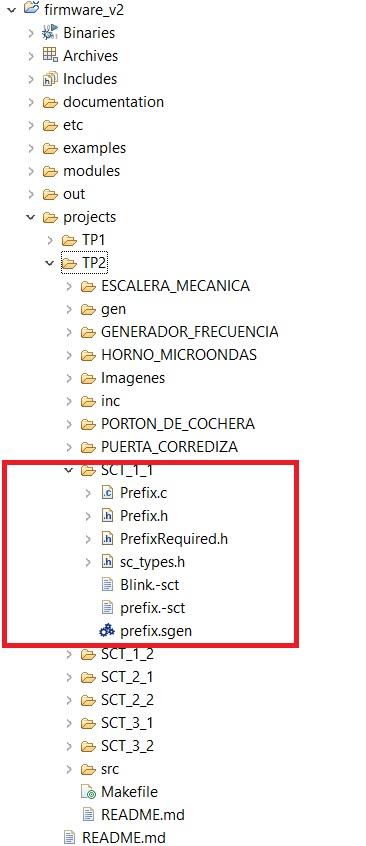 firmware_v2
Binaries
Archives
Includes
documentation
etc
examples
modules
out
projects
TP1
TP2
ESCALERA_MECANICA
gen
GENERADOR_FRECUENCIA
HORNO_MICROONDAS
Imagenes
inc
PORTON_DE_COCHERA
PUERTA_CORREDIZA
SCT_1_1
Prefix.c
Prefix.h
PrefixRequired.h
sc_types.h
Blink.-sct
prefix.-sct
prefix.sgen
SCT_1_2
SCT_2_1
SCT_2_2
SCT_3_1
SCT_3_2
src
Makefile
README.md
README.md